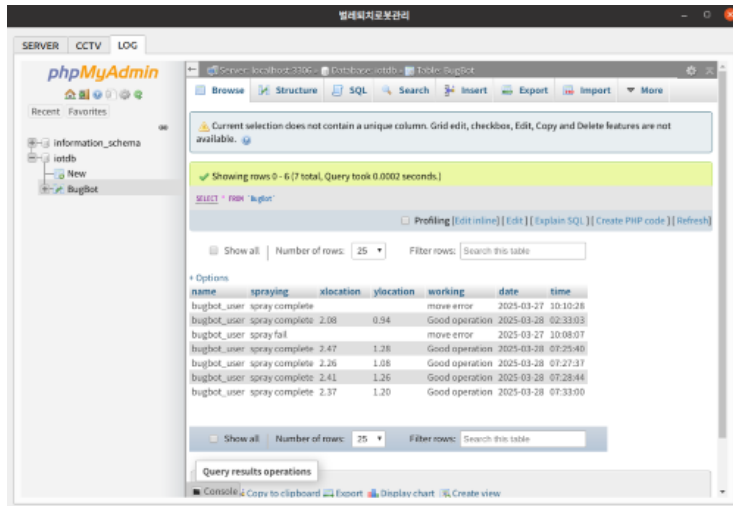 벌레퇴치로봇관리
SERVER CCTV LOG
phpMyAdmin
Recent Favorites
information_schema
iotdb
New
BugBot
Server: localhost:3306 » Database: iotdb » Table: BugBot
Browse Structure SQL Search Insert Export Import More
Current selection does not contain a unique column. Grid edit, checkbox, Edit, Copy and Delete features are not
available.
Showing rows 0 - 6 (7 total, Query took 0.0002 seconds.)
SELECT * FROM `BugBot`
Profiling [Edit inline] [ Edit ] [ Explain SQL ] [ Create PHP code ] [ Refresh]
Show all | Number of rows: 25 Filter rows: Search this table
+ Options
name spraying xlocation ylocation working date time
bugbot_user spray complete move error 2025-03-27 10:10:28
bugbot_user spray complete 2.08 0.94 Good operation 2025-03-28 02:33:03
bugbot_user spray fail move error 2025-03-27 10:08:07
bugbot_user spray complete 2.47 1.28 Good operation 2025-03-28 07:25:40
bugbot_user spray complete 2.26 1.08 Good operation 2025-03-28 07:27:37
bugbot_user spray complete 2.41 1.26 Good operation 2025-03-28 07:28:44
bugbot_user spray complete 2.37 1.20 Good operation 2025-03-28 07:33:00
Show all | Number of rows: 25 Filter rows: Search this table
Query results operations
Console Copy to clipboard Export Display chart Create view